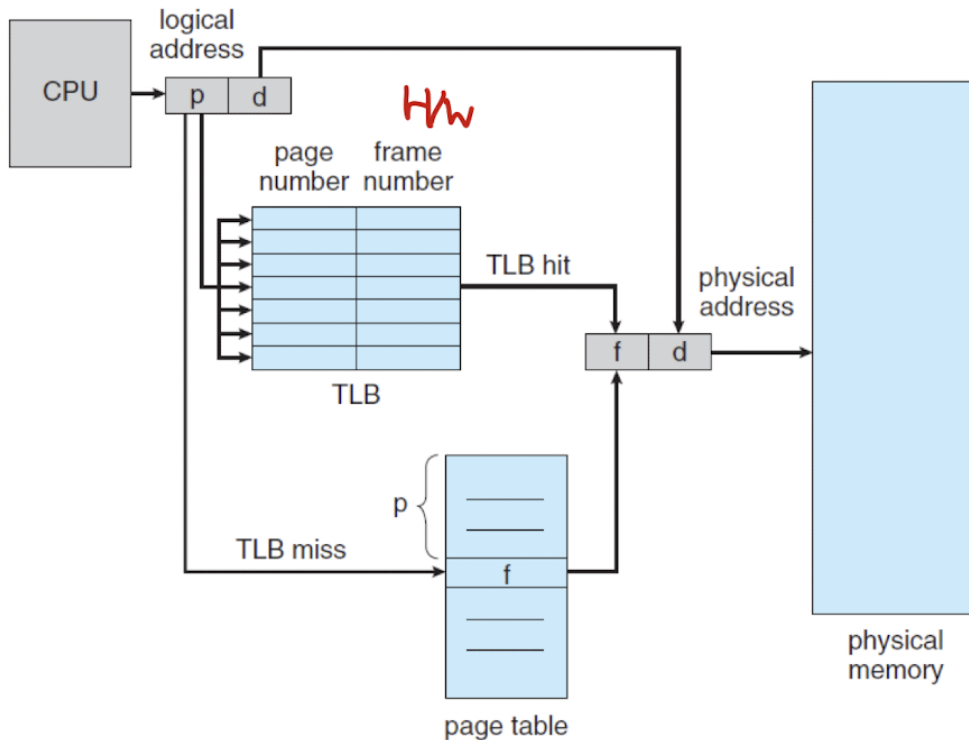 logical
address
CPU
p d
H/W
page frame
number number
TLB hit
physical
address
f d
TLB
p
TLB miss
f
physical
memory
page table